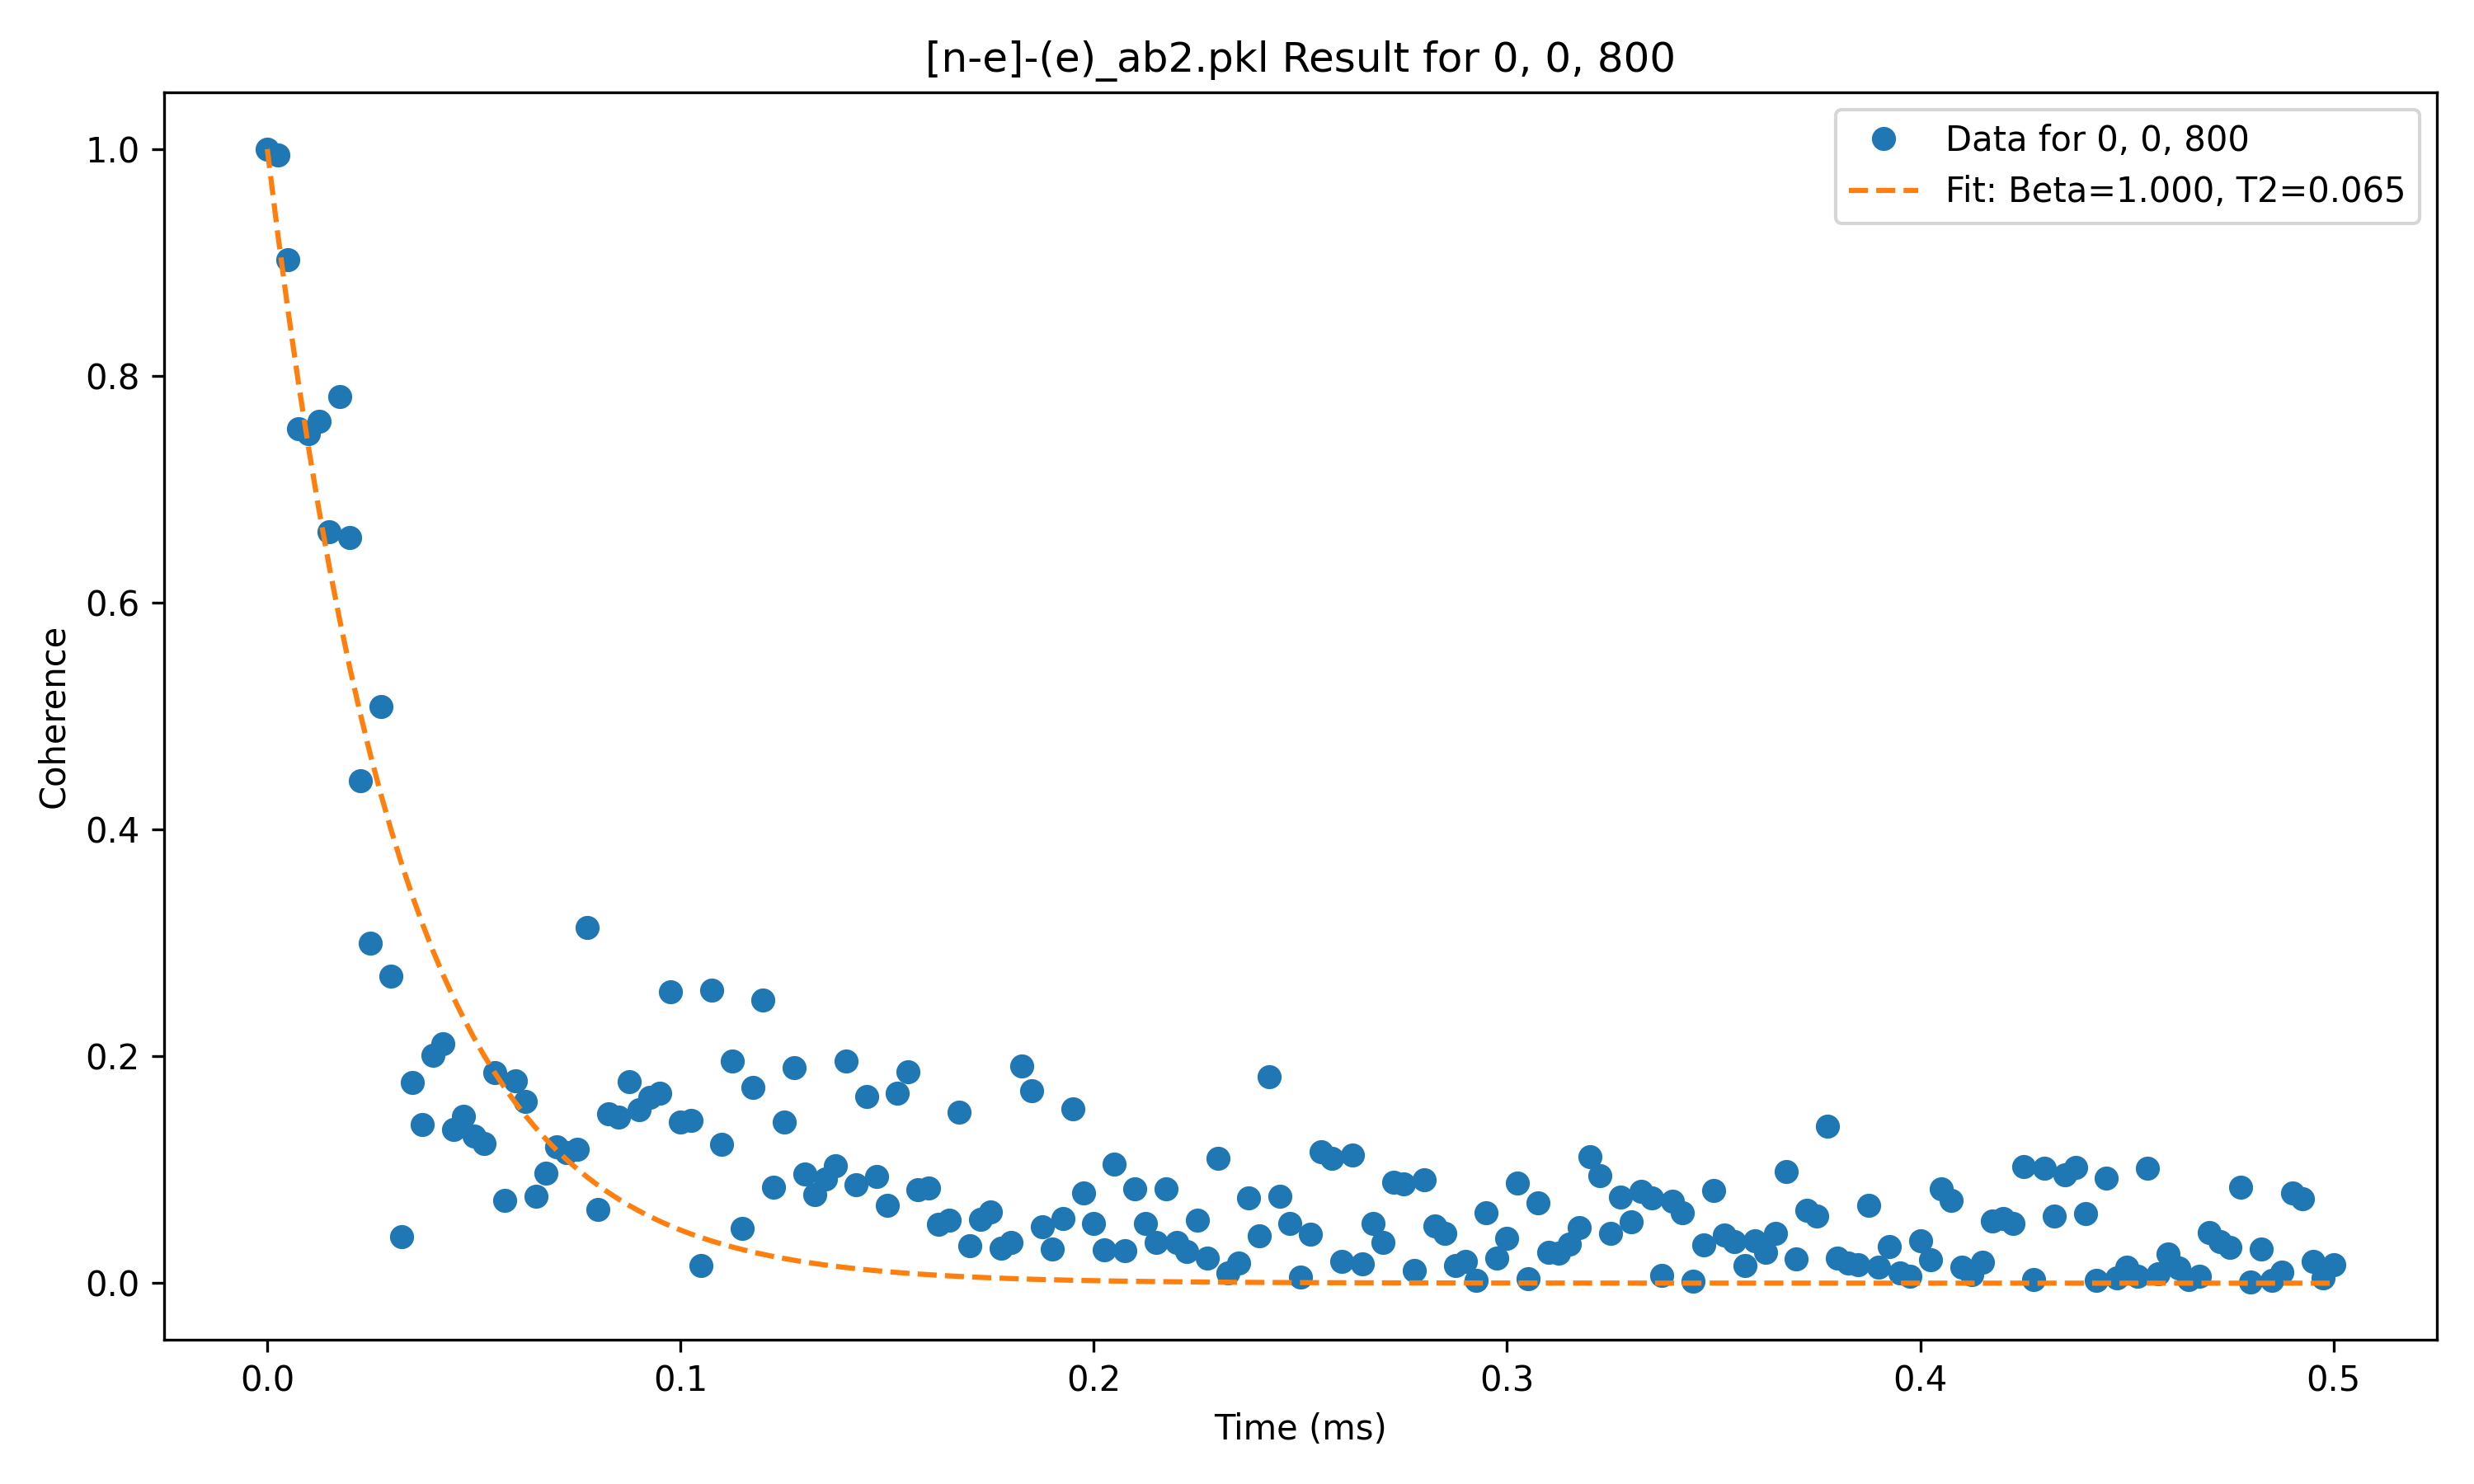 [n-e]-(e)_ab2.pkl Result for 0, 0, 800
Data for 0, 0, 800
Fit: Beta=1.000, T2=0.065
Coherence
1.0
0.8
0.6
0.4
0.2
0.0
0.0 0.1 0.2 0.3 0.4 0.5
Time (ms)